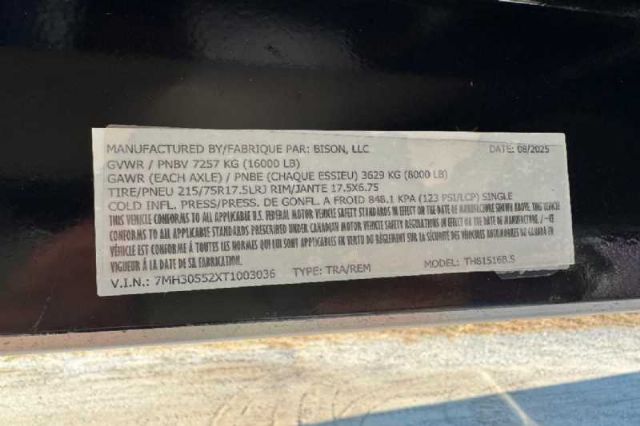 MANUFACTURED BY/FABRIQUE PAR: BISON, LLC DATE: 08/2025
GVWR / PNBV 7257 KG (16000 LB)
GAWR (EACH AXLE) / PNBE (CHAQUE ESSIEU) 3629 KG (8000 LB)
TIRE/PNEU 215/75R17.5LRJ RIM/JANTE 17.5X6.75
COLD INFL. PRESS/PRESS. DE GONFL. A FROID 848.1 KPA (123 PSI/LCP) SINGLE
THIS VEHICLE CONFORMS TO ALL APPLICABLE U.S. FEDERAL MOTOR VEHICLE SAFETY STANDARDS IN EFFECT ON THE DATE OF MANUFACTURE SHOWN ABOVE. /
THIS VEHICLE CONFORMS TO ALL APPLICABLE STANDARDS PRESCRIBED UNDER CANADIAN MOTOR VEHICLE SAFETY REGULATIONS IN EFFECT ON THE DATE OF MANUFACTURE. / -CE
VÉHICULE EST CONFORME À TOUTES LES NORMES QUI LUI SONT APPLICABLES EN VERTU DU RÈGLEMENT SUR LA SÉCURITÉ DES VÉHICULES AUTOMOBILES DU CANADA EN
VIGUEUR À LA DATE DE SA FABRICATION.
V.I.N.: 7MH30552XT1003036 TYPE: TRA/REM MODEL: TH81516B.S